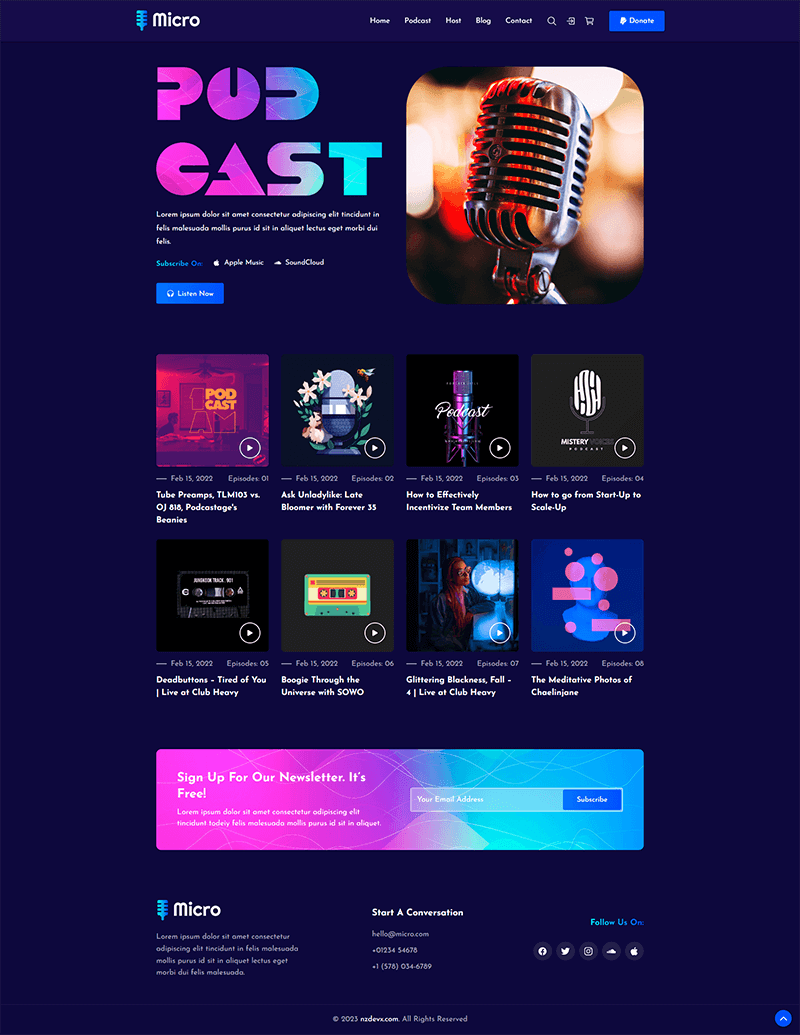 Micro
Home Podcast Host Blog Contact Donate
POD
CAST
Lorem ipsum dolor sit amet consectetur adipiscing elit tincidunt in
felis malesuada mollis purus id sit in aliquet lectus eget morbi dui
felis.
Subscribe On: Apple Music SoundCloud
Listen Now
POD
CAST
AM
PODCAST
Podcast
MISTERY VOICES
PODCAST
Feb 15, 2022 Episodes: 01
Tube Preamps, TLM103 vs.
OJ 818, Podcastage's
Beanies
Feb 15, 2022 Episodes: 02
Ask Unladylike: Late
Bloomer with Forever 35
Feb 15, 2022 Episodes: 03
How to Effectively
Incentivize Team Members
Feb 15, 2022 Episodes: 04
How to go from Start-Up to
Scale-Up
JUNGKOOK TRACK . 901
Feb 15, 2022 Episodes: 05
Deadbuttons – Tired of You
| Live at Club Heavy
Feb 15, 2022 Episodes: 06
Boogie Through the
Universe with SOWO
Feb 15, 2022 Episodes: 07
Glittering Blackness, Fall –
4 | Live at Club Heavy
Feb 15, 2022 Episodes: 08
The Meditative Photos of
Chaelinjane
Sign Up For Our Newsletter. It's
Free!
Lorem ipsum dolor sit amet consectetur adipiscing elit
tincidunt todeiy felis malesuada mollis purus id sit in aliquet.
Your Email Address Subscribe
Micro
Lorem ipsum dolor sit amet consectetur
adipiscing elit tincidunt in felis malesuada
mollis purus id sit in aliquet lectus eget
morbi dui felis malesuada.
Start A Conversation
hello@micro.com
+01234 54678
+1 (578) 034-6789
Follow Us On:
© 2023 nzdevx.com. All Rights Reserved